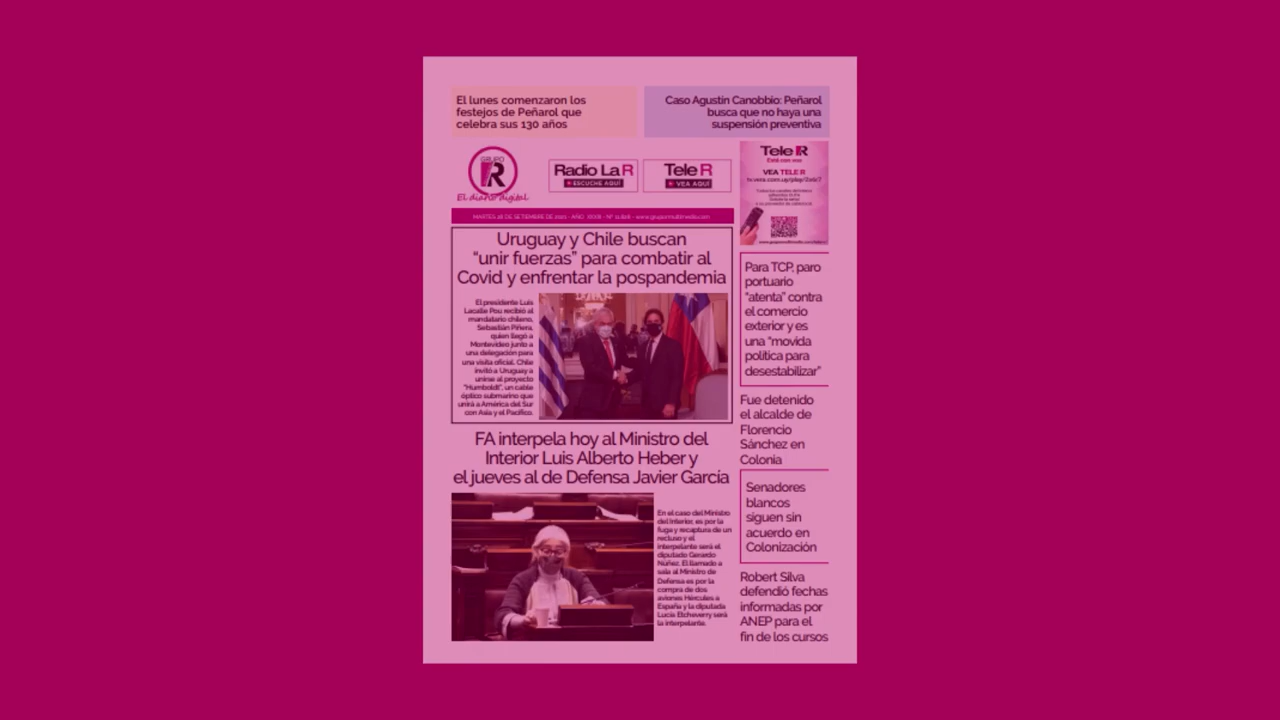 El lunes comenzaron los
festejos de Peñarol que
celebra sus 130 años
Caso Agustín Canobbio: Peñarol
busca que no haya una
suspensión preventiva
GRUPO
R
El diario digital
Radio La R
ESCUCHE AQUÍ
Tele R
VEA AQUÍ
Tele R
Está con vos
VEA TELE R
MARTES 28 DE SETIEMBRE DE 2021 - AÑO
Uruguay y Chile buscan
“unir fuerzas” para combatir al
Covid y enfrentar la pospandemia
El presidente Luis
Lacalle Pou recibió al
mandatario chileno,
Sebastián Piñera,
quien llegó a
Montevideo junto a
una delegación para
una visita oficial. Chile
invitó a Uruguay a
unirse al proyecto
"Humboldt", un cable
óptico submarino que
unirá a América del Sur
con Asia y el Pacífico.
FA interpela hoy al Ministro del
Interior Luis Alberto Heber y
el jueves al de Defensa Javier García
En el caso del Ministro
del Interior, es por la
fuga y recaptura de un
recluso y el
interpelante será el
diputado Gerardo
Núñez. El llamado a
sala al Ministro de
Defensa es por la
compra de dos
aviones Hércules a
España y la diputada
Lucía Etcheverry será
la interpelante.
Para TCP, paro
portuario
“atenta” contra
el comercio
exterior y es
una “movida
política para
desestabilizar”
Fue detenido
el alcalde de
Florencio
Sánchez en
Colonia
Senadores
blancos
siguen sin
acuerdo en
Colonización
Robert Silva
defendió fechas
informadas por
ANEP para el
fin de los cursos